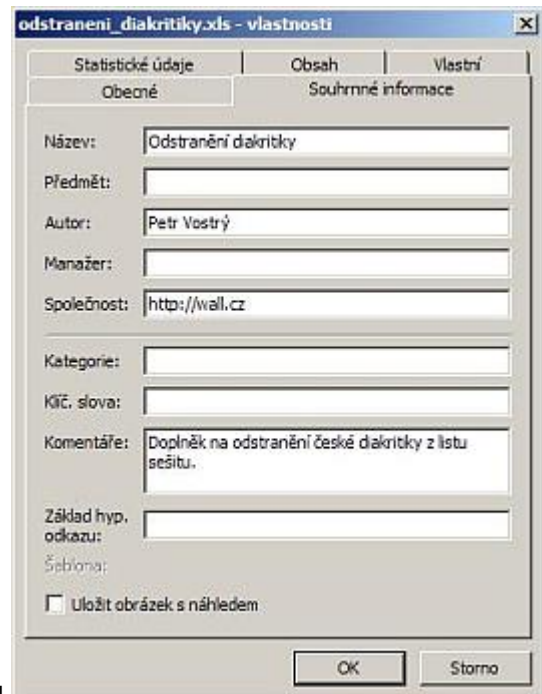 odstraneni_diakritiky.xls - vlastnosti
Statistické údaje Obsah Vlastní
Obecné Souhrnné informace
Název: Odstranění diakritiky
Předmět:
Autor: Petr Vostrý
Manažer:
Společnost: http://wall.cz
Kategorie:
Klíč. slova:
Komentáře: Doplněk na odstranění české diakritiky z listu
sešitu.
Základ hyp.
odkazu:
Šablona:
Uložit obrázek s náhledem
OK Storno